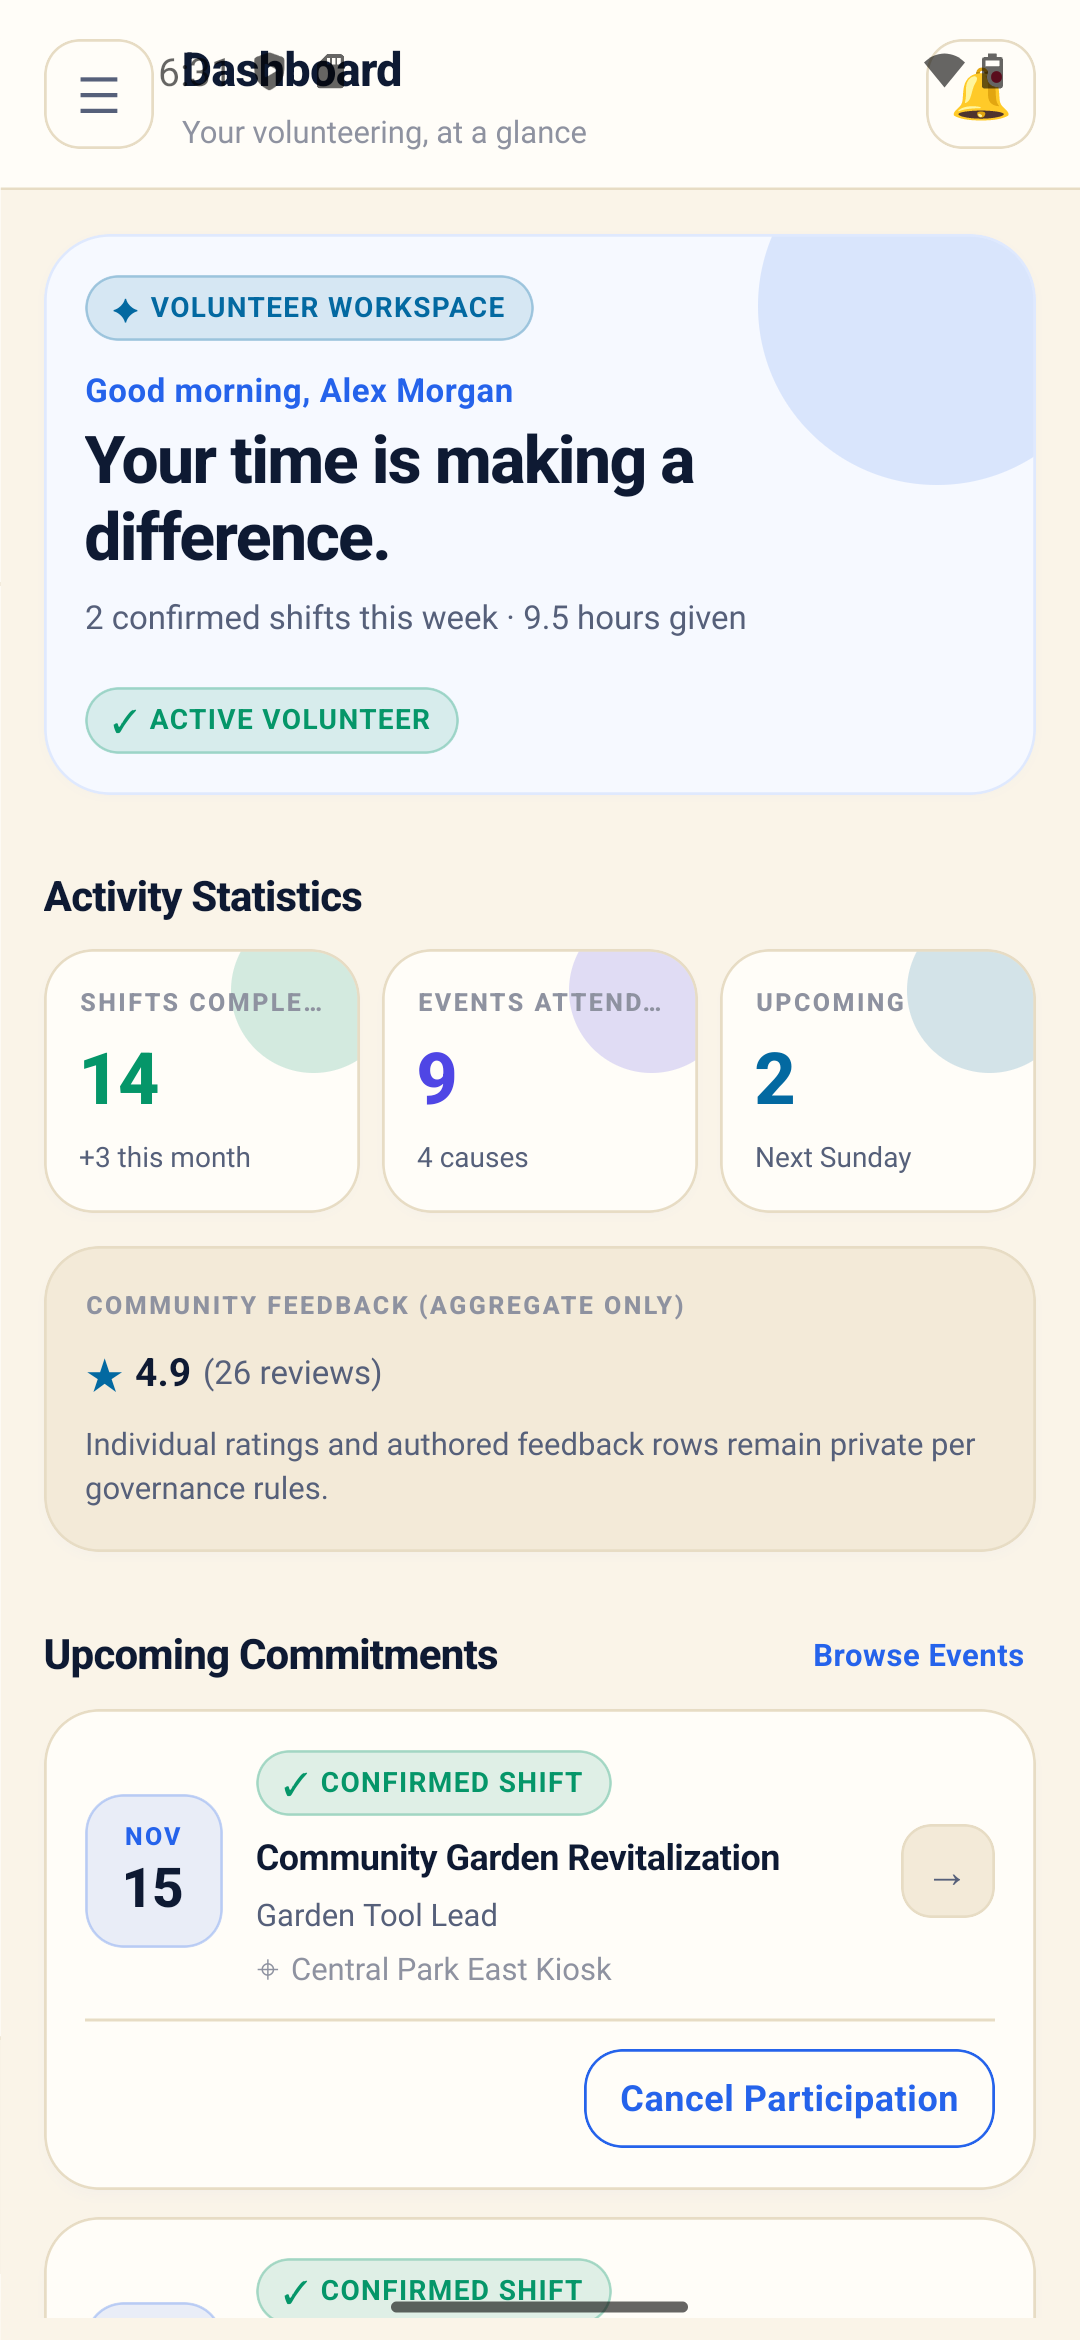 Dashboard
Your volunteering, at a glance
VOLUNTEER WORKSPACE
Good morning, Alex Morgan
Your time is making a
difference.
2 confirmed shifts this week · 9.5 hours given
✓ ACTIVE VOLUNTEER
Activity Statistics
SHIFTS COMPLE…
14
+3 this month
EVENTS ATTEND…
9
4 causes
UPCOMING
2
Next Sunday
COMMUNITY FEEDBACK (AGGREGATE ONLY)
★ 4.9 (26 reviews)
Individual ratings and authored feedback rows remain private per
governance rules.
Upcoming Commitments
Browse Events
✓ CONFIRMED SHIFT
NOV
15
Community Garden Revitalization
Garden Tool Lead
Central Park East Kiosk
→
Cancel Participation
✓ CONFIRMED SHIFT